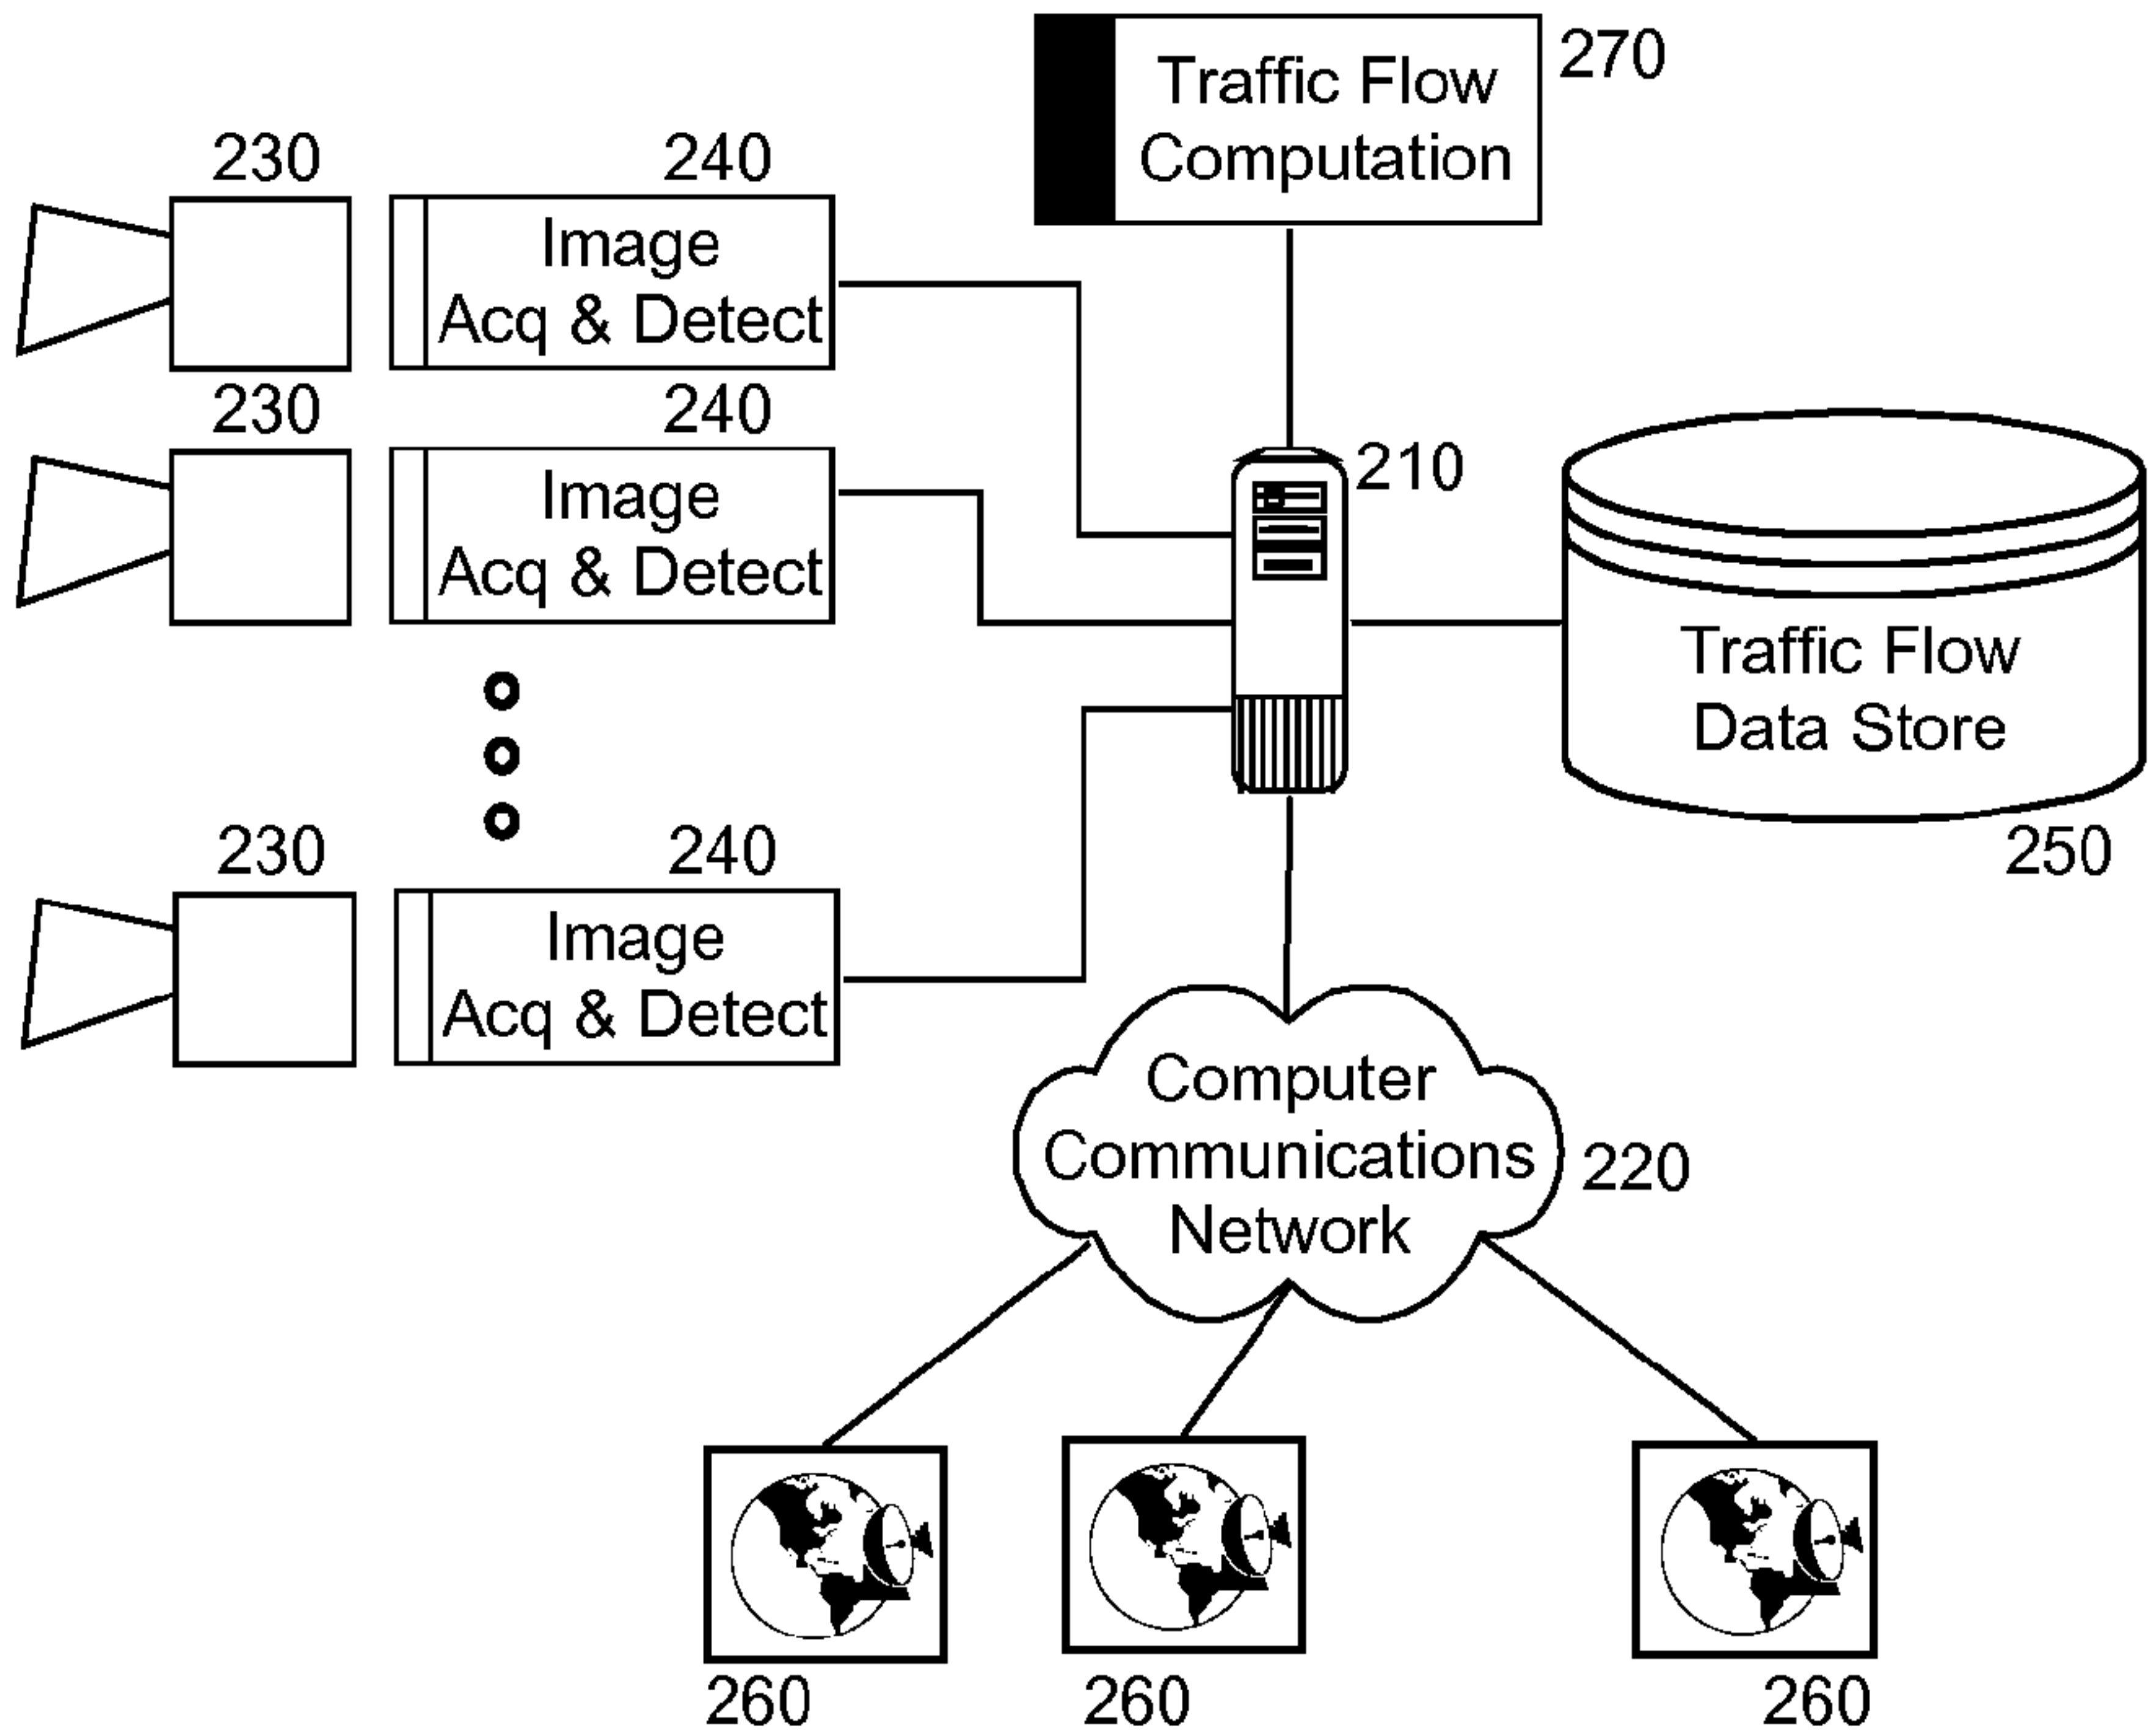 Traffic Flow
Computation
270
230
240
Image
Acq & Detect
230
240
Image
Acq & Detect
210
Traffic Flow
Data Store
250
230
240
Image
Acq & Detect
Computer
Communications
Network
220
260
260
260